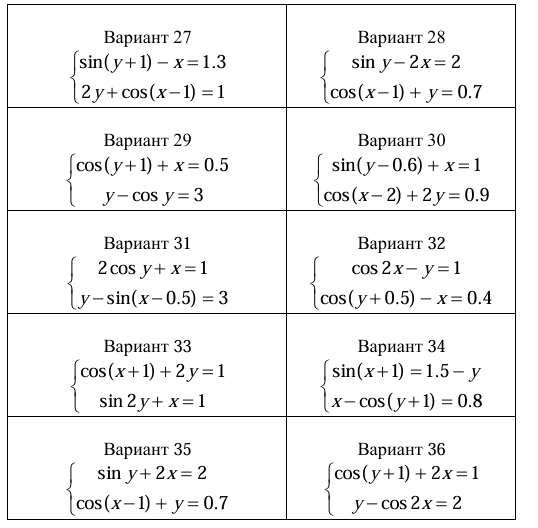 Вариант 27
sin(y+1) − x = 1.3
2y + cos(x−1) = 1
Вариант 28
sin y − 2x = 2
cos(x−1) + y = 0.7
Вариант 29
cos(y+1) + x = 0.5
y − cos y = 3
Вариант 30
sin(y−0.6) + x = 1
cos(x−2) + 2y = 0.9
Вариант 31
2cos y + x = 1
y − sin(x−0.5) = 3
Вариант 32
cos 2x − y = 1
cos(y+0.5) − x = 0.4
Вариант 33
cos(x+1) + 2y = 1
sin 2y + x = 1
Вариант 34
sin(x+1) = 1.5 − y
x − cos(y+1) = 0.8
Вариант 35
sin y + 2x = 2
cos(x−1) + y = 0.7
Вариант 36
cos(y+1) + 2x = 1
y − cos 2x = 2